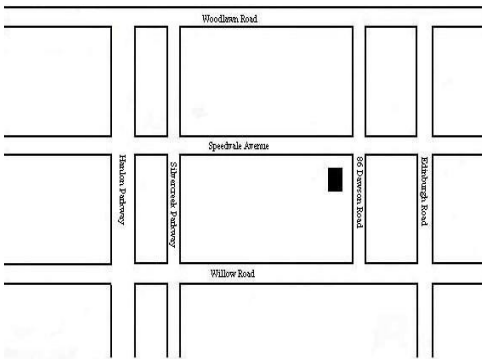 Woodlawn Road
Speedvale Avenue
Hanlon Parkway
Silvercreek Parkway
86 Dawson Road
Edinburgh Road
Willow Road